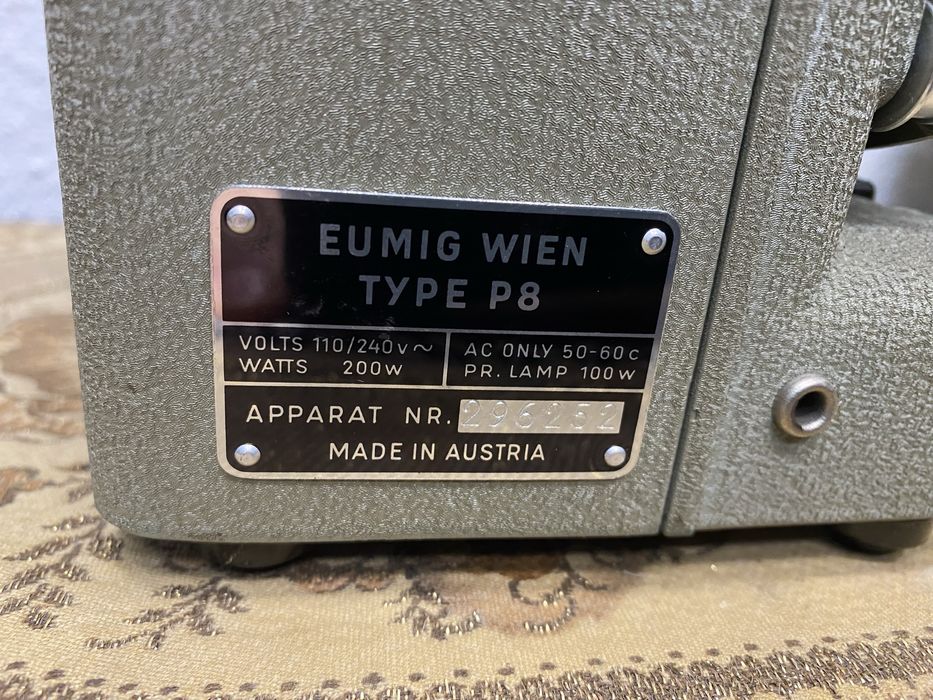 EUMIG WIEN
TYPE P8
VOLTS 110/240V~
WATTS 200W
AC ONLY 50-60c
PR. LAMP 100W
APPARAT NR. 296252
MADE IN AUSTRIA